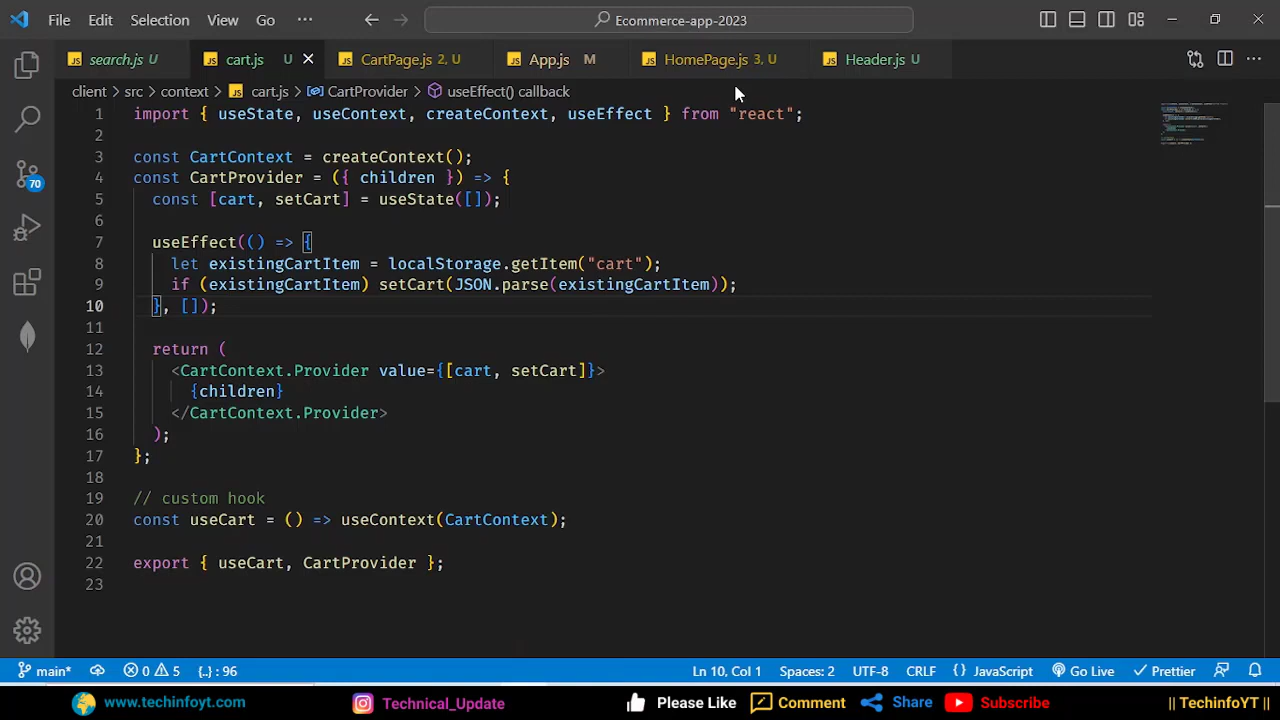 File Edit Selection View Go ··· Ecommerce-app-2023
search.js U cart.js U CartPage.js 2, U App.js M HomePage.js 3, U Header.js U
client > src > context > cart.js > CartProvider > useEffect() callback
1 import { useState, useContext, createContext, useEffect } from "react";
2
3 const CartContext = createContext();
4 const CartProvider = ({ children }) => {
5 const [cart, setCart] = useState([]);
6
7 useEffect(() => {
8 let existingCartItem = localStorage.getItem("cart");
9 if (existingCartItem) setCart(JSON.parse(existingCartItem));
10 }, []);
11
12 return (
13 <CartContext.Provider value={[cart, setCart]}>
14 {children}
15 </CartContext.Provider>
16 );
17 };
18
19 // custom hook
20 const useCart = () => useContext(CartContext);
21
22 export { useCart, CartProvider };
23
70
main* 0 5 {..} : 96 Ln 10, Col 1 Spaces: 2 UTF-8 CRLF {} JavaScript Go Live Prettier
www.techinfoyt.com Technical_Update Please Like Comment Share Subscribe || TechinfoYT ||